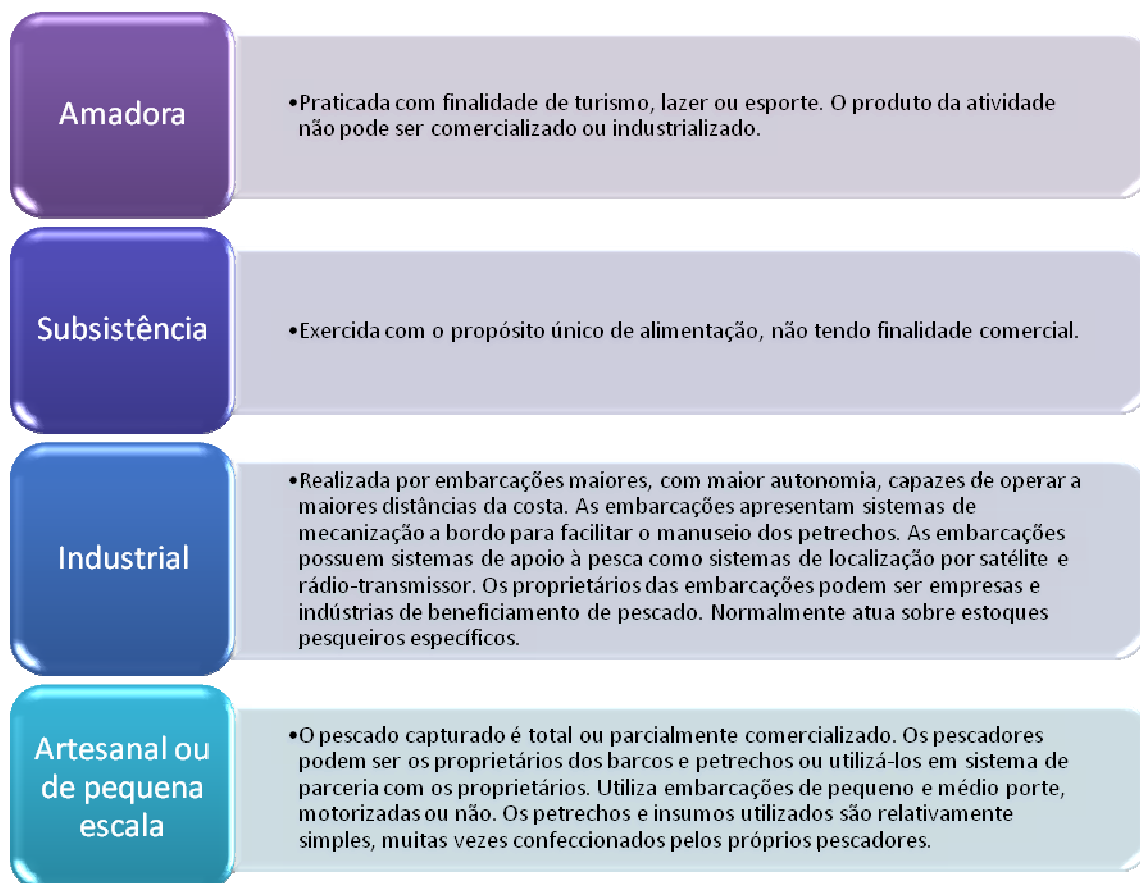 Amadora
•Praticada com finalidade de turismo, lazer ou esporte. O produto da atividade
não pode ser comercializado ou industrializado.
Subsistência
•Exercida com o propósito único de alimentação, não tendo finalidade comercial.
Industrial
•Realizada por embarcações maiores, com maior autonomia, capazes de operar a
maiores distâncias da costa. As embarcações apresentam sistemas de
mecanização a bordo para facilitar o manuseio dos petrechos. As embarcações
possuem sistemas de apoio à pesca como sistemas de localização por satélite e
rádio-transmissor. Os proprietários das embarcações podem ser empresas e
indústrias de beneficiamento de pescado. Normalmente atua sobre estoques
pesqueiros específicos.
Artesanal ou
de pequena
escala
•O pescado capturado é total ou parcialmente comercializado. Os pescadores
podem ser os proprietários dos barcos e petrechos ou utilizá-los em sistema de
parceria com os proprietários. Utiliza embarcações de pequeno e médio porte,
motorizadas ou não. Os petrechos e insumos utilizados são relativamente
simples, muitas vezes confeccionados pelos próprios pescadores.